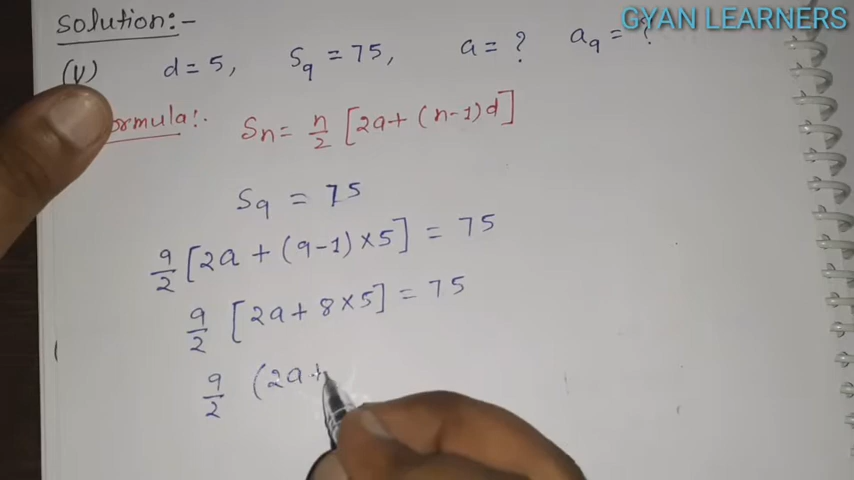 GYAN LEARNERS
Solution:-
(V) d = 5, S₉ = 75, a = ? a₉ = ?
ormula:. Sn = n/2 [2a + (n-1)d]
S₉ = 75
9/2 [2a + (9-1)×5] = 75
9/2 [2a + 8×5] = 75
9/2 (2a +